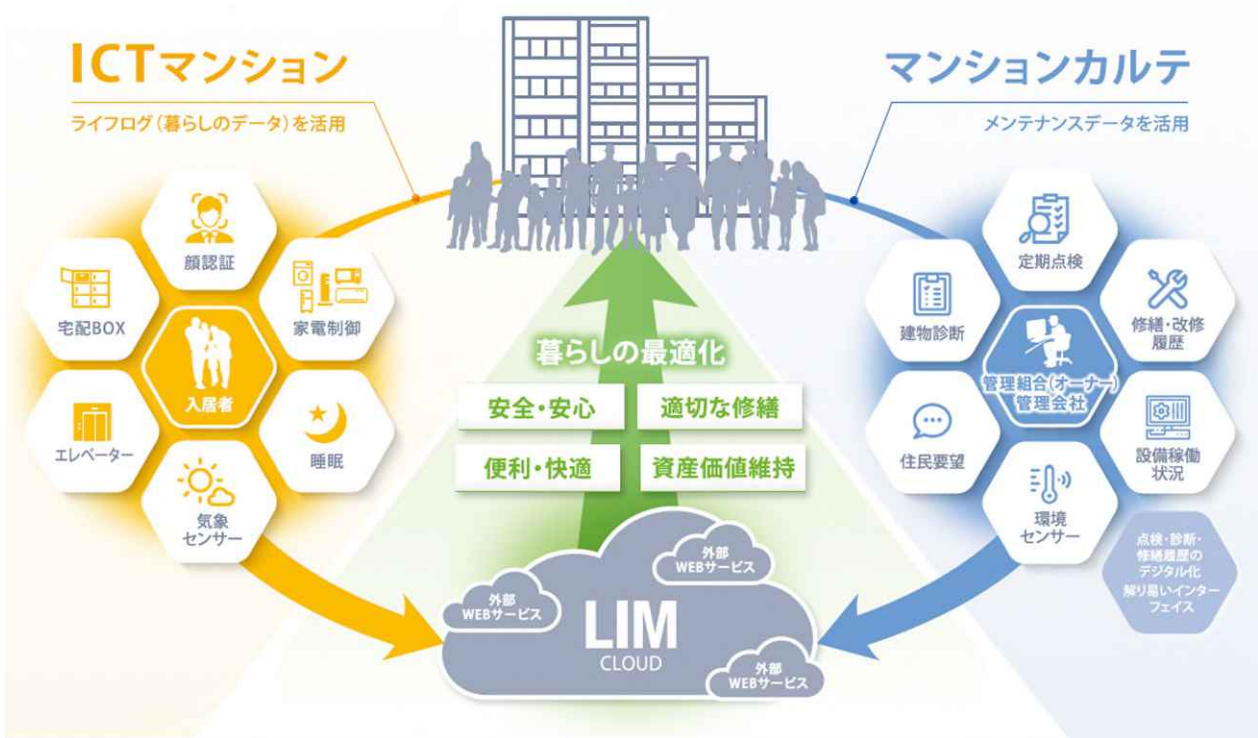 ICTマンション
ライフログ（暮らしのデータ）を活用
マンションカルテ
メンテナンスデータを活用
顔認証
宅配BOX
家電制御
入居者
エレベーター
睡眠
気象
センサー
暮らしの最適化
安全・安心
適切な修繕
便利・快適
資産価値維持
定期点検
建物診断
修繕・改修
履歴
管理組合（オーナー）
管理会社
住民要望
設備稼働
状況
環境
センサー
点検・診断・
修繕履歴の
デジタル化
解り易いインター
フェイス
外部
WEBサービス
外部
WEBサービス
LIM
CLOUD
外部
WEBサービス